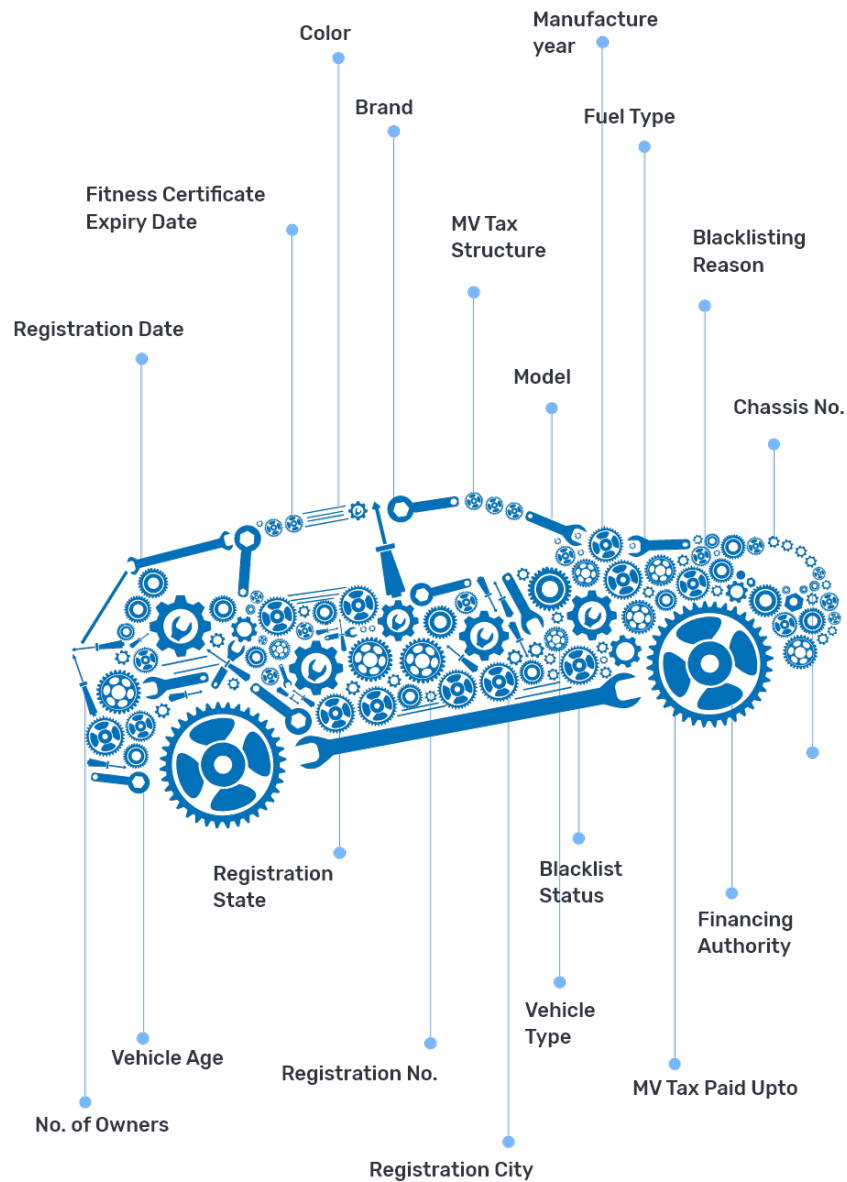 Manufacture
year
Color
Brand
Fuel Type
Fitness Certificate
Expiry Date
MV Tax
Structure
Blacklisting
Reason
Registration Date
Model
Chassis No.
Registration
State
Blacklist
Status
Financing
Authority
Vehicle
Type
Vehicle Age
Registration No.
MV Tax Paid Upto
No. of Owners
Registration City